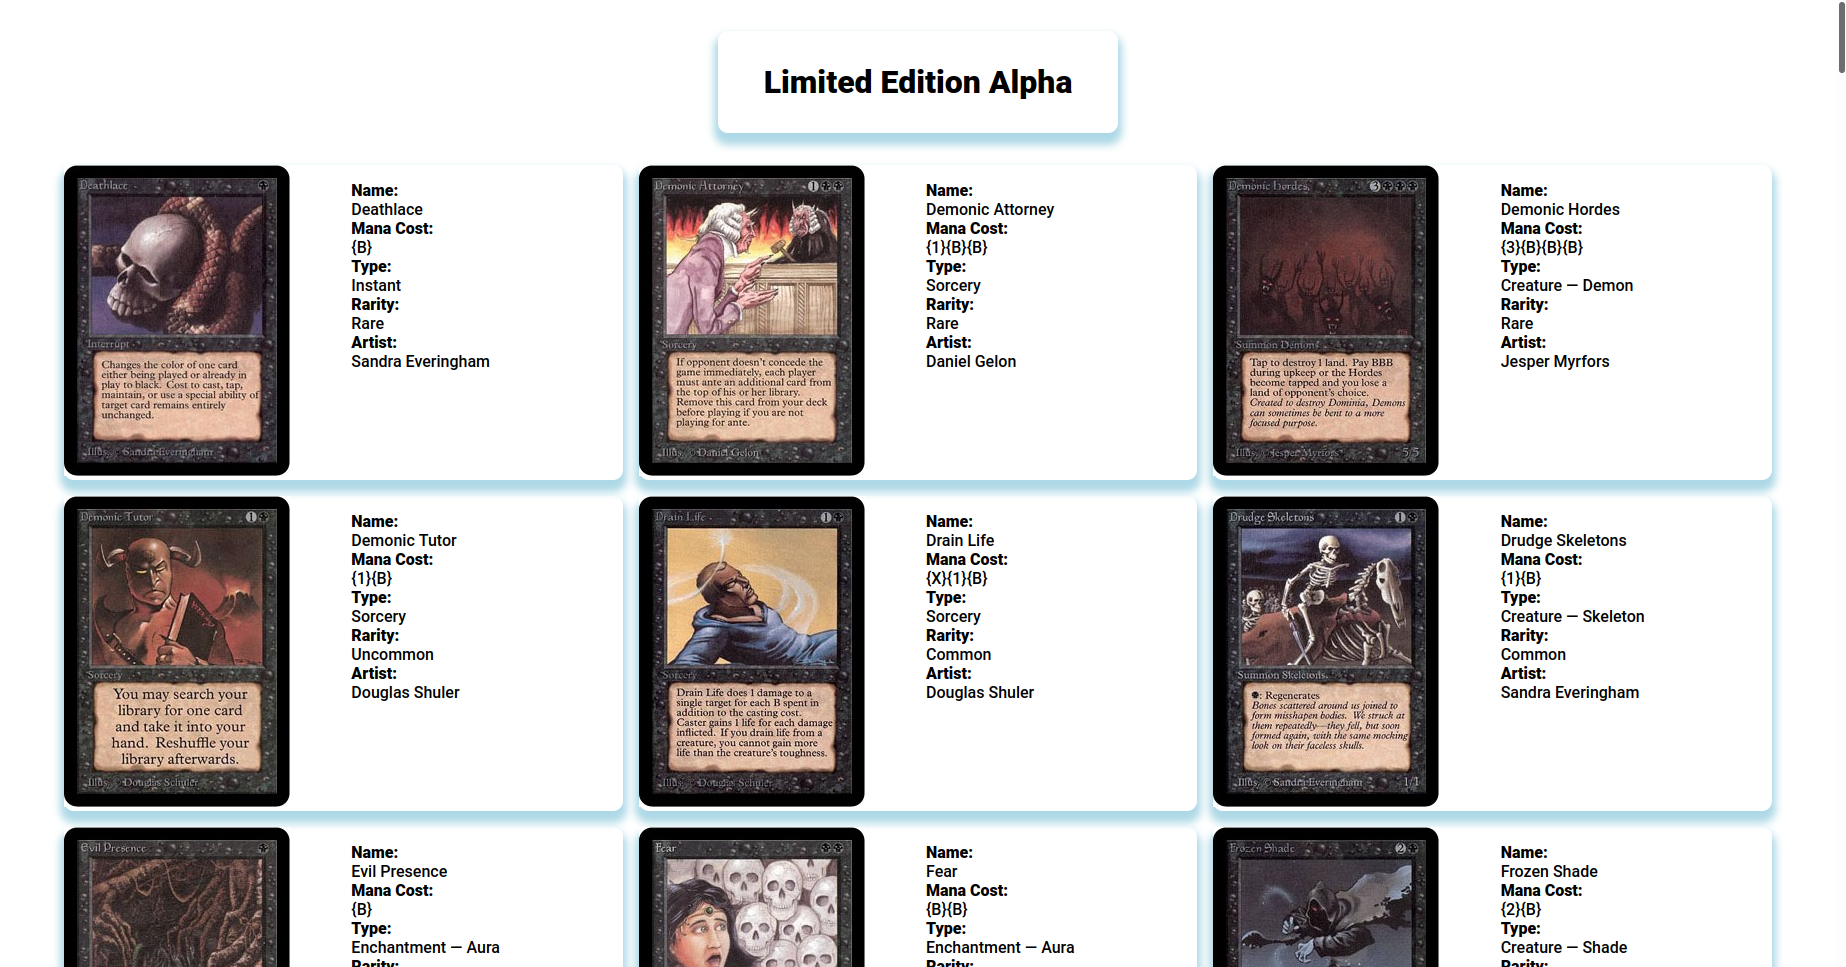 Limited Edition Alpha
Deathlace
Interrupt
Changes the color of one card
either being played or already in
play to black. Cost to cast, tap,
maintain, or use a special ability of
target card remains entirely
unchanged.
Illus. © Sandra Everingham
Name:
Deathlace
Mana Cost:
{B}
Type:
Instant
Rarity:
Rare
Artist:
Sandra Everingham
Demonic Attorney
1
Sorcery
If opponent doesn't concede the
game immediately, each player
must ante an additional card from
the top of his or her library.
Remove this card from your deck
before playing if you are not
playing for ante.
Illus. © Daniel Gelon
Name:
Demonic Attorney
Mana Cost:
{1}{B}{B}
Type:
Sorcery
Rarity:
Rare
Artist:
Daniel Gelon
Demonic Hordes
3
Summon Demons
Tap to destroy 1 land. Pay BBB
during upkeep or the Hordes
become tapped and you lose a
land of opponent's choice.
Created to destroy Dominia, Demons
can sometimes be bent to a more
focused purpose.
Illus. © Jesper Myrfors
5/5
Name:
Demonic Hordes
Mana Cost:
{3}{B}{B}{B}
Type:
Creature — Demon
Rarity:
Rare
Artist:
Jesper Myrfors
Demonic Tutor
1
Sorcery
You may search your
library for one card
and take it into your
hand. Reshuffle your
library afterwards.
Illus. © Douglas Schuler
Name:
Demonic Tutor
Mana Cost:
{1}{B}
Type:
Sorcery
Rarity:
Uncommon
Artist:
Douglas Shuler
Drain Life
1
Sorcery
Drain Life does 1 damage to a
single target for each B spent in
addition to the casting cost.
Caster gains 1 life for each damage
inflicted. If you drain life from a
creature, you cannot gain more
life than the creature's toughness.
Illus. © Douglas Schuler
Name:
Drain Life
Mana Cost:
{X}{1}{B}
Type:
Sorcery
Rarity:
Common
Artist:
Douglas Shuler
Drudge Skeletons
1
Summon Skeletons
: Regenerates
Bones scattered around us joined to
form misshapen bodies. We struck at
them repeatedly—they fell, but soon
formed again, with the same mocking
look on their faceless skulls.
Illus. © Sandra Everingham
1/1
Name:
Drudge Skeletons
Mana Cost:
{1}{B}
Type:
Creature — Skeleton
Rarity:
Common
Artist:
Sandra Everingham
Evil Presence
Name:
Evil Presence
Mana Cost:
{B}
Type:
Enchantment — Aura
Rarity:
Fear
Name:
Fear
Mana Cost:
{B}{B}
Type:
Enchantment — Aura
Rarity:
Frozen Shade
2
Name:
Frozen Shade
Mana Cost:
{2}{B}
Type:
Creature — Shade
Rarity: